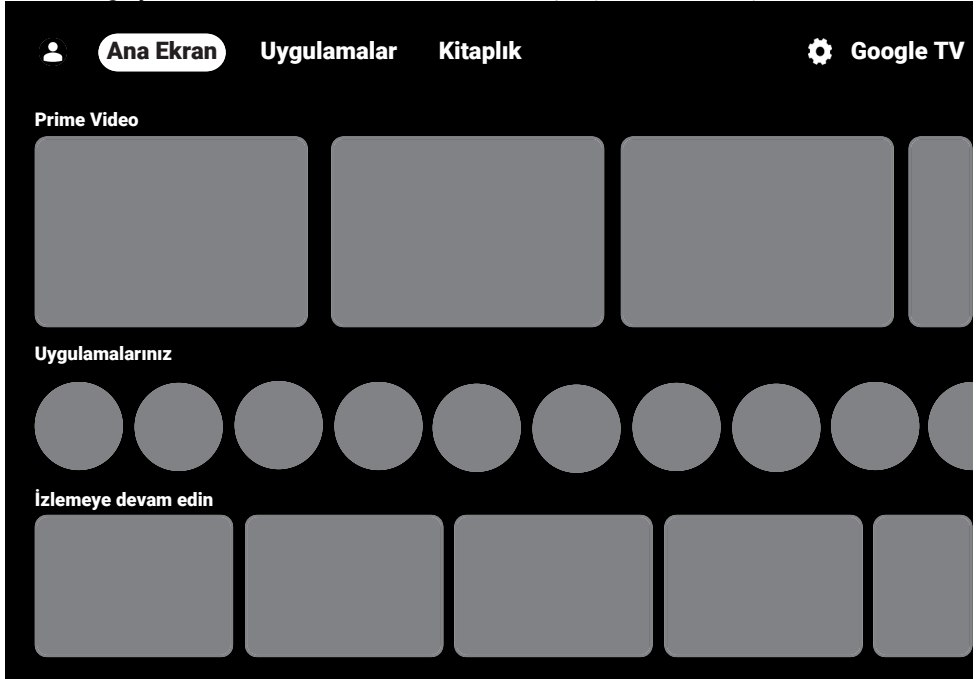 Ana Ekran Uygulamalar Kitaplık Google TV
Prime Video
Uygulamalarınız
İzlemeye devam edin